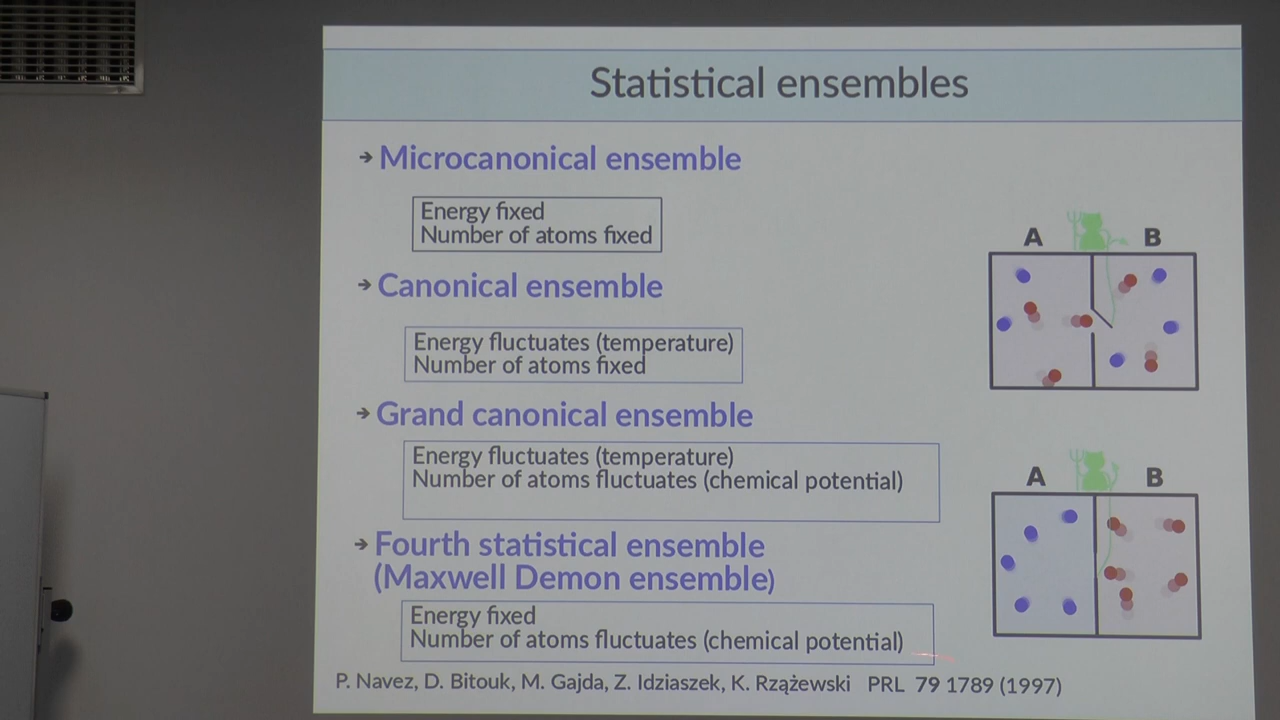 Statistical ensembles
➔ Microcanonical ensemble
Energy fixed
Number of atoms fixed
➔ Canonical ensemble
Energy fluctuates (temperature)
Number of atoms fixed
➔ Grand canonical ensemble
Energy fluctuates (temperature)
Number of atoms fluctuates (chemical potential)
➔ Fourth statistical ensemble
(Maxwell Demon ensemble)
Energy fixed
Number of atoms fluctuates (chemical potential)
A B
A B
P. Navez, D. Bitouk, M. Gajda, Z. Idziaszek, K. Rzążewski PRL 79 1789 (1997)